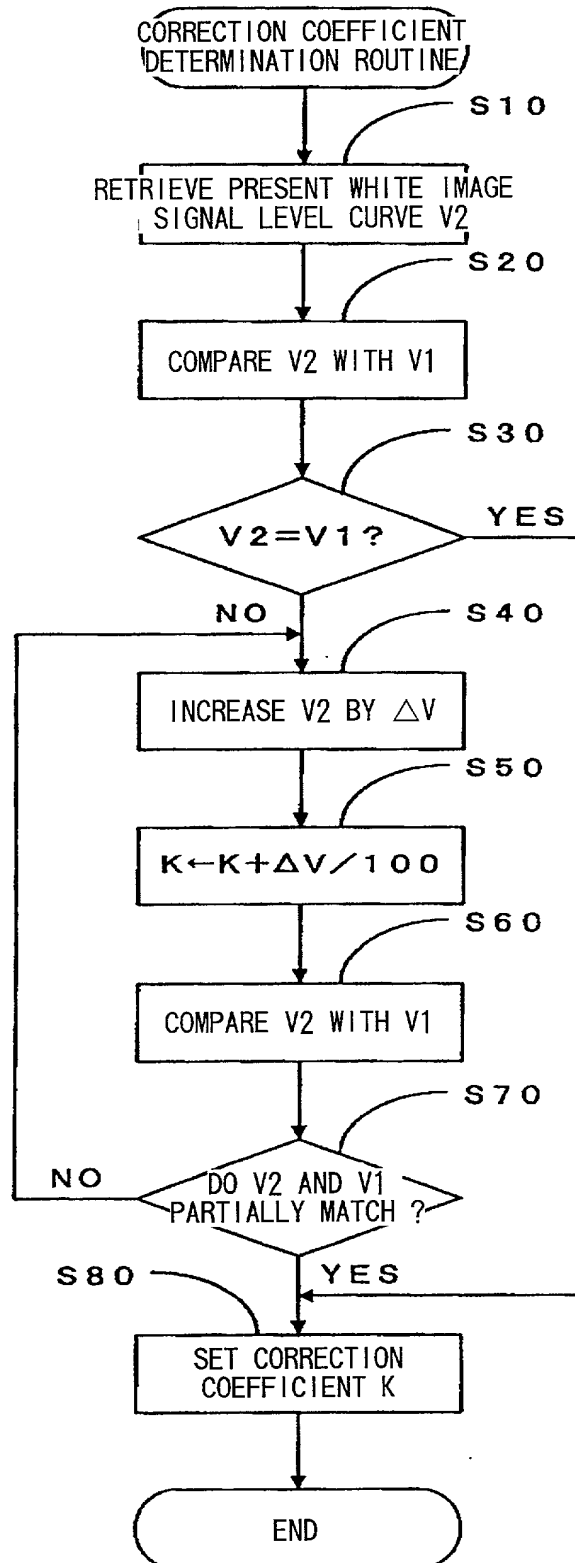 CORRECTION COEFFICIENT
DETERMINATION ROUTINE
S10
RETRIEVE PRESENT WHITE IMAGE
SIGNAL LEVEL CURVE V2
S20
COMPARE V2 WITH V1
S30
V2=V1?
YES
NO
S40
INCREASE V2 BY △V
S50
K←K+ΔV/100
S60
COMPARE V2 WITH V1
S70
NO
DO V2 AND V1
PARTIALLY MATCH ?
S80
YES
SET CORRECTION
COEFFICIENT K
END